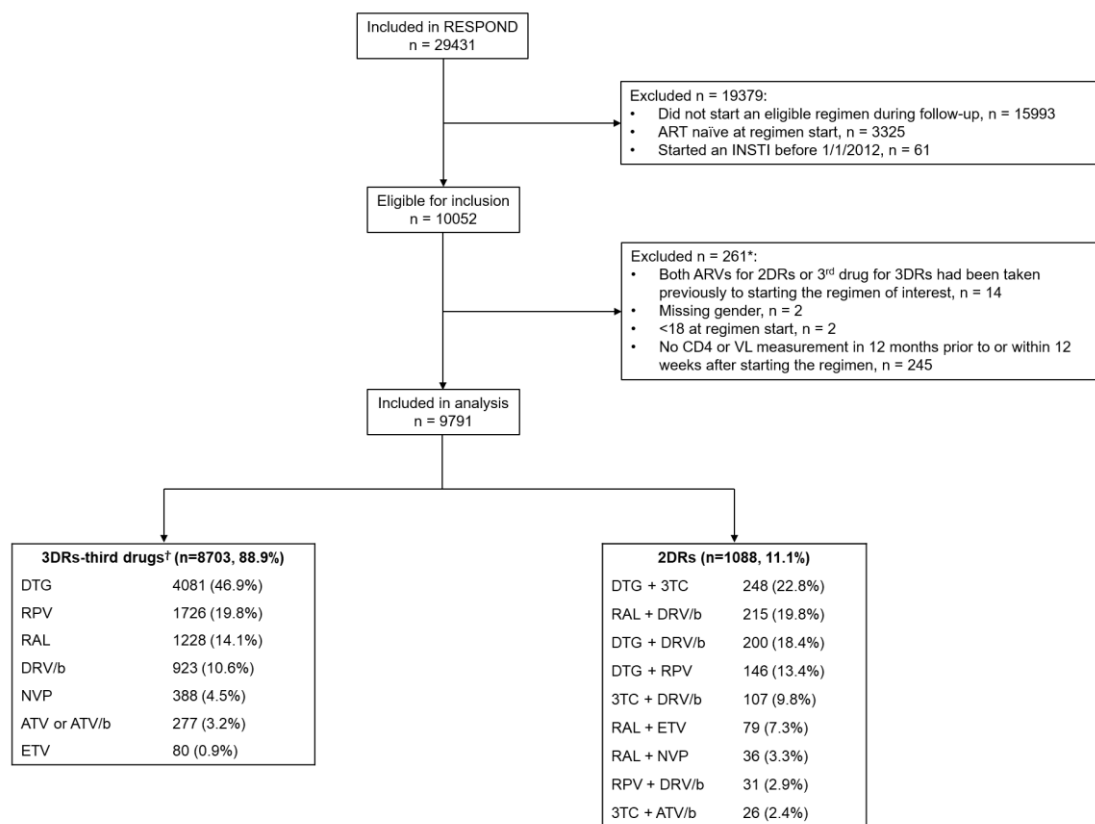 Included in RESPOND
n = 29431
Excluded n = 19379:
• Did not start an eligible regimen during follow-up, n = 15993
• ART naïve at regimen start, n = 3325
• Started an INSTI before 1/1/2012, n = 61
Eligible for inclusion
n = 10052
Excluded n = 261*:
• Both ARVs for 2DRs or 3rd drug for 3DRs had been taken
previously to starting the regimen of interest, n = 14
• Missing gender, n = 2
• <18 at regimen start, n = 2
• No CD4 or VL measurement in 12 months prior to or within 12
weeks after starting the regimen, n = 245
Included in analysis
n = 9791
3DRs-third drugs† (n=8703, 88.9%)
DTG 4081 (46.9%)
RPV 1726 (19.8%)
RAL 1228 (14.1%)
DRV/b 923 (10.6%)
NVP 388 (4.5%)
ATV or ATV/b 277 (3.2%)
ETV 80 (0.9%)
2DRs (n=1088, 11.1%)
DTG + 3TC 248 (22.8%)
RAL + DRV/b 215 (19.8%)
DTG + DRV/b 200 (18.4%)
DTG + RPV 146 (13.4%)
3TC + DRV/b 107 (9.8%)
RAL + ETV 79 (7.3%)
RAL + NVP 36 (3.3%)
RPV + DRV/b 31 (2.9%)
3TC + ATV/b 26 (2.4%)